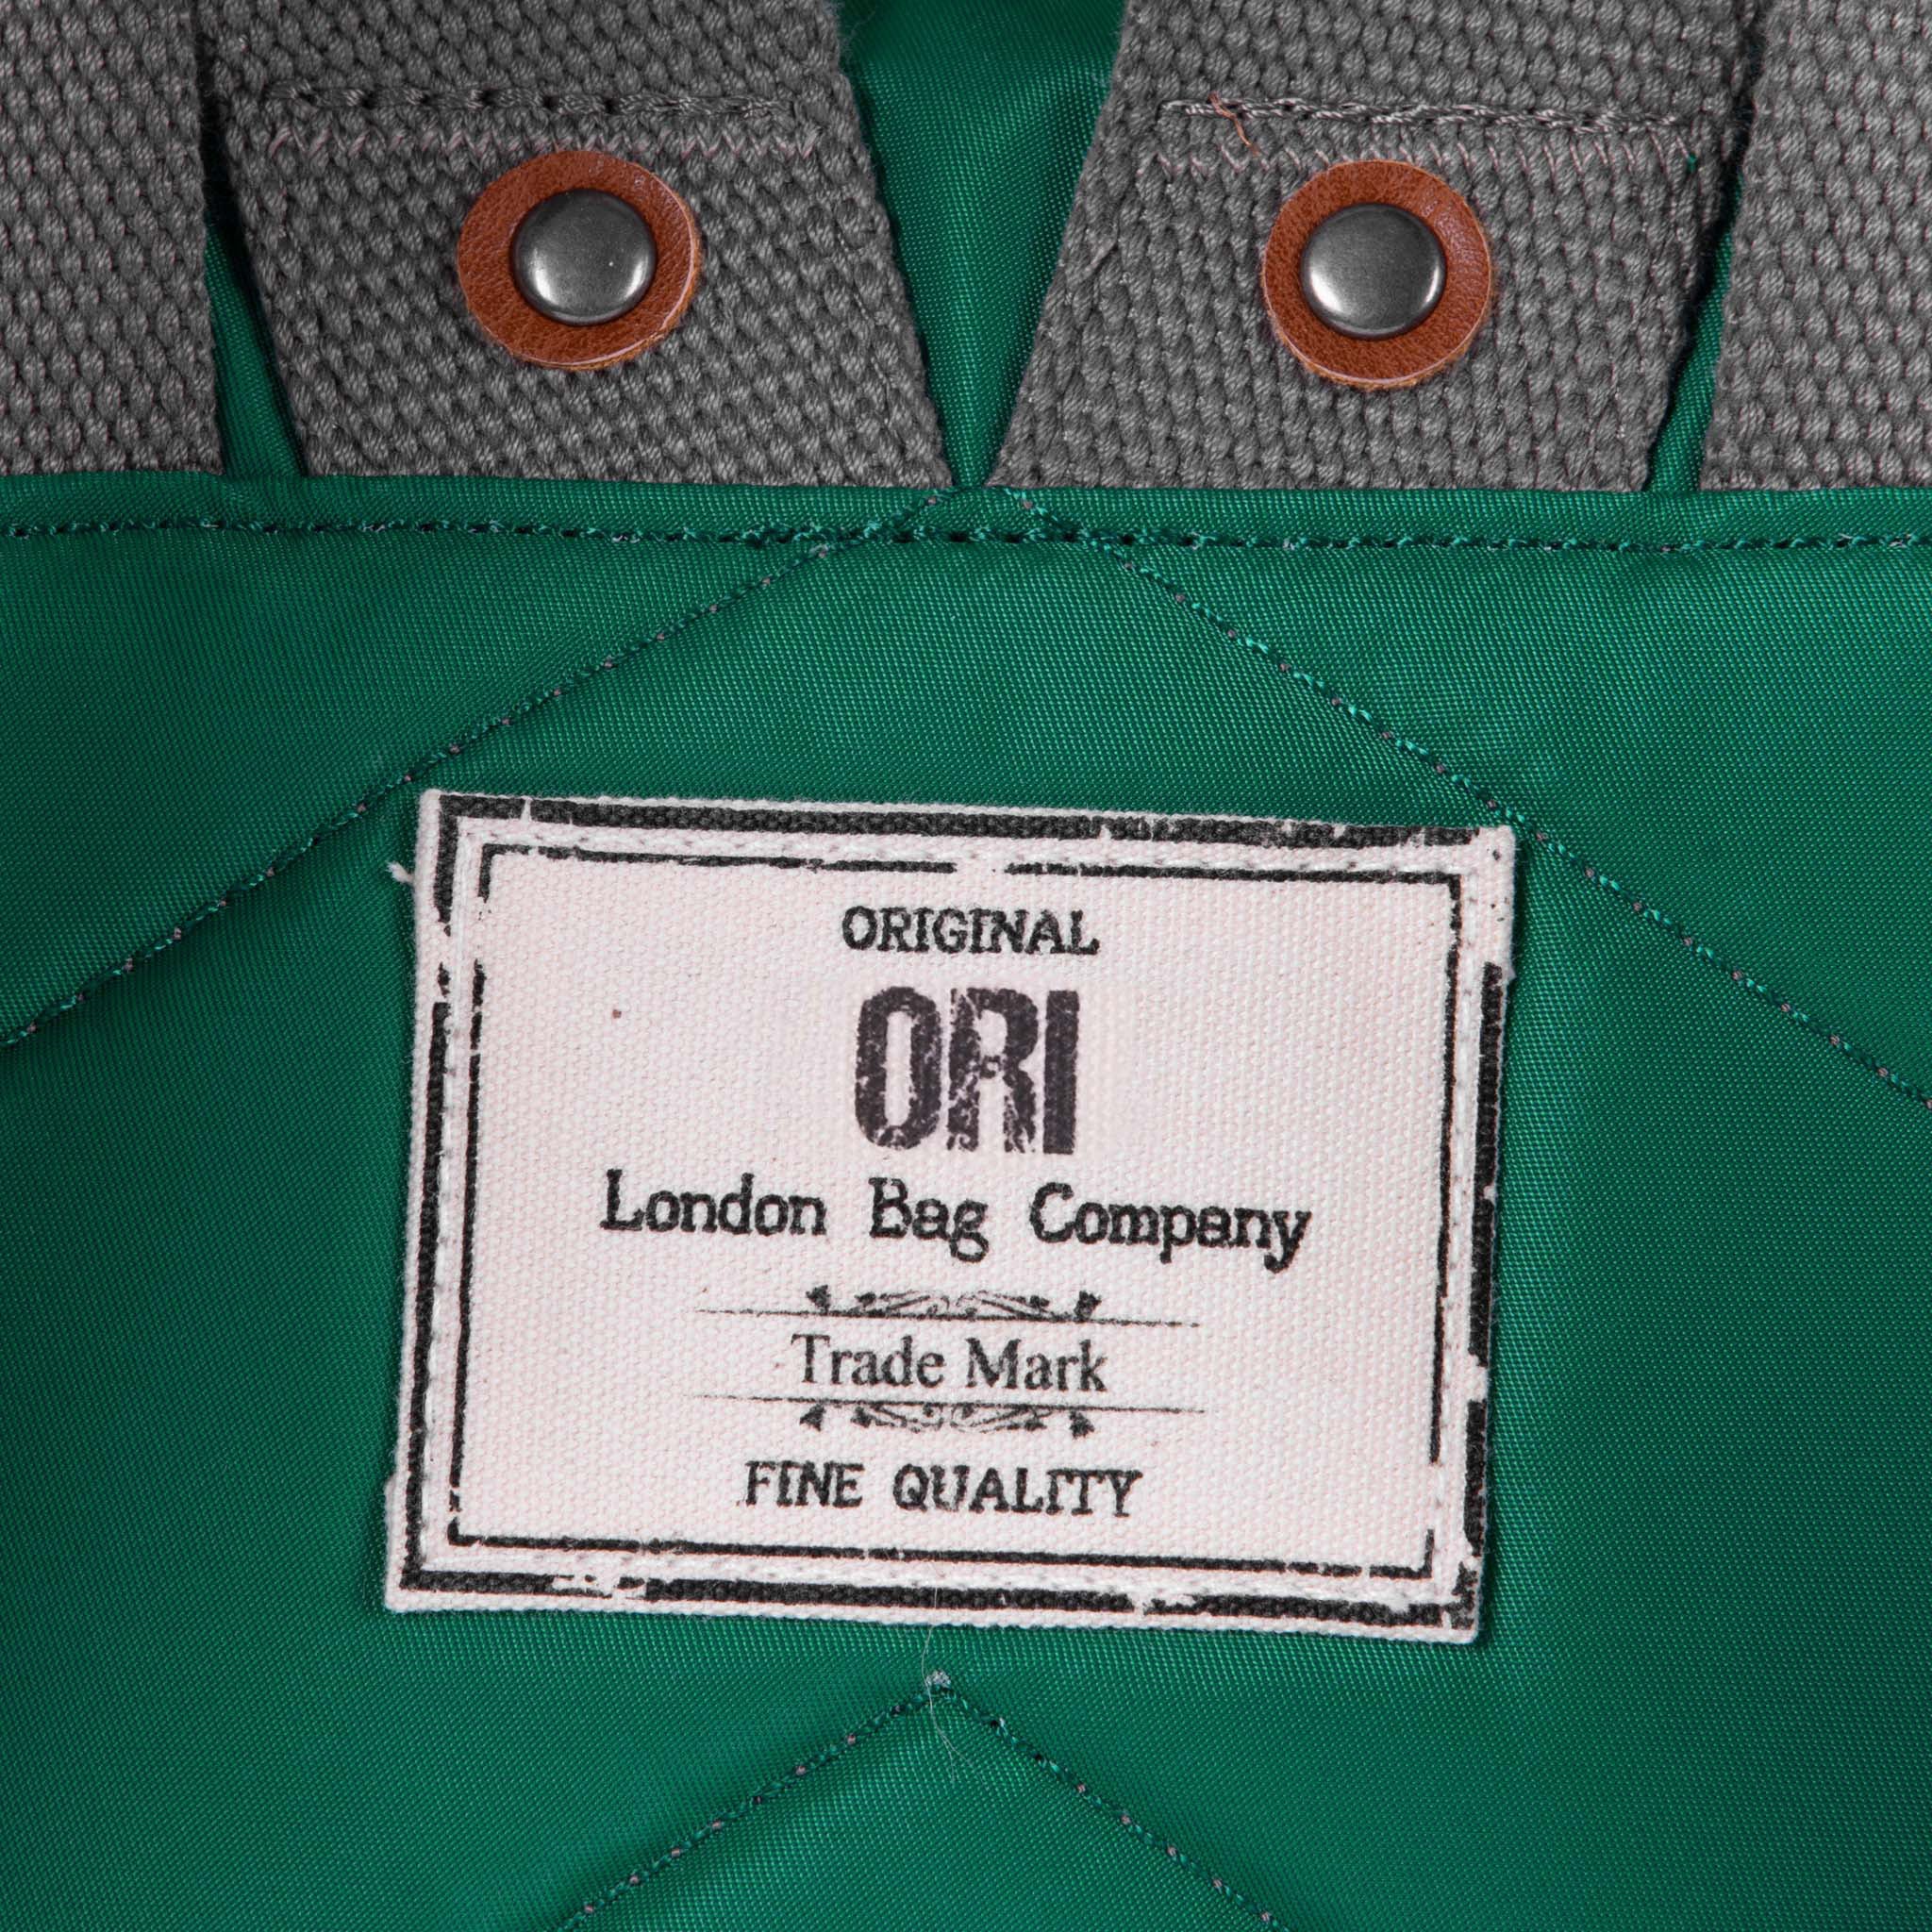 ORIGINAL
ORI
London Bag Company
Trade Mark
FINE QUALITY